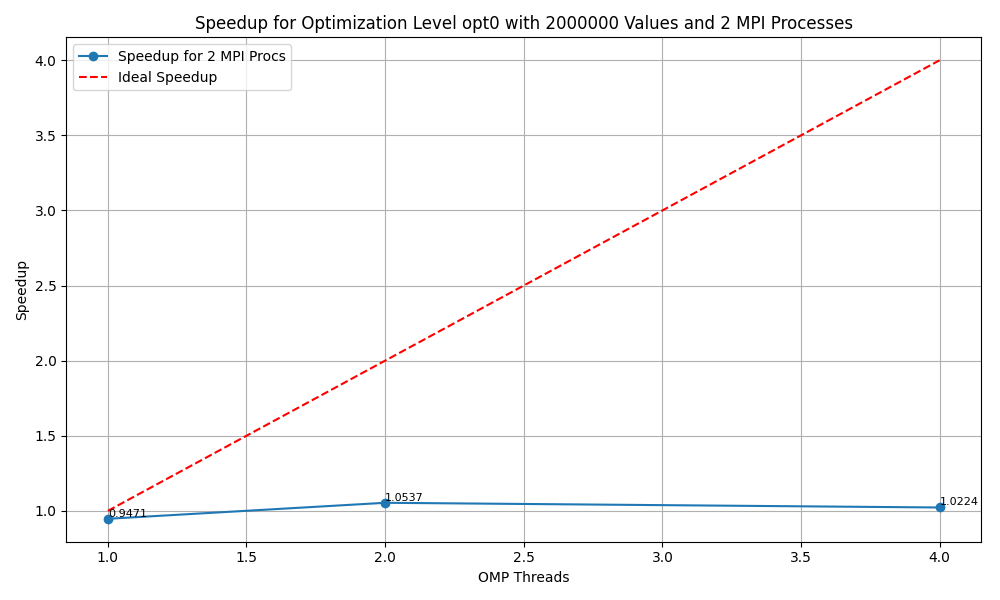 Speedup for Optimization Level opt0 with 2000000 Values and 2 MPI Processes
Speedup for 2 MPI Procs
Ideal Speedup
Speedup
4.0
3.5
3.0
2.5
2.0
1.5
1.0
0.9471
1.0537
1.0224
1.0 1.5 2.0 2.5 3.0 3.5 4.0
OMP Threads